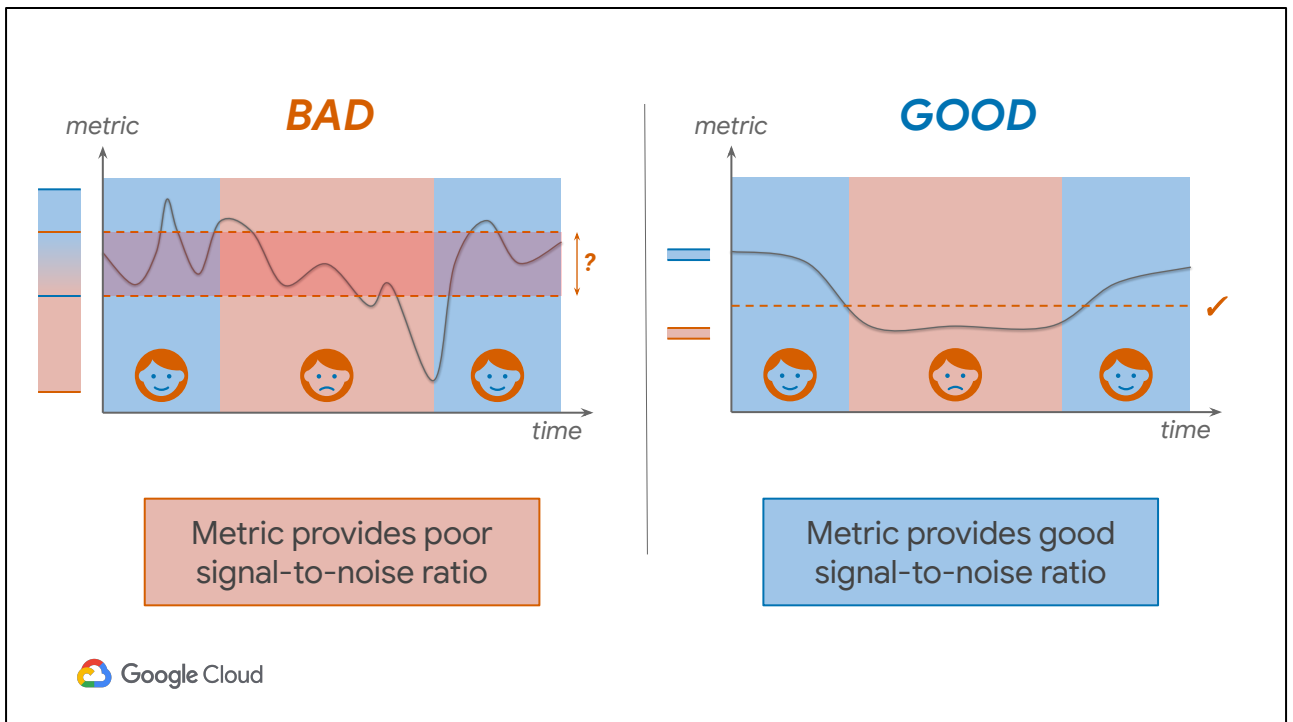 BAD
metric
?
time
Metric provides poor
signal-to-noise ratio
GOOD
metric
✓
time
Metric provides good
signal-to-noise ratio
Google Cloud